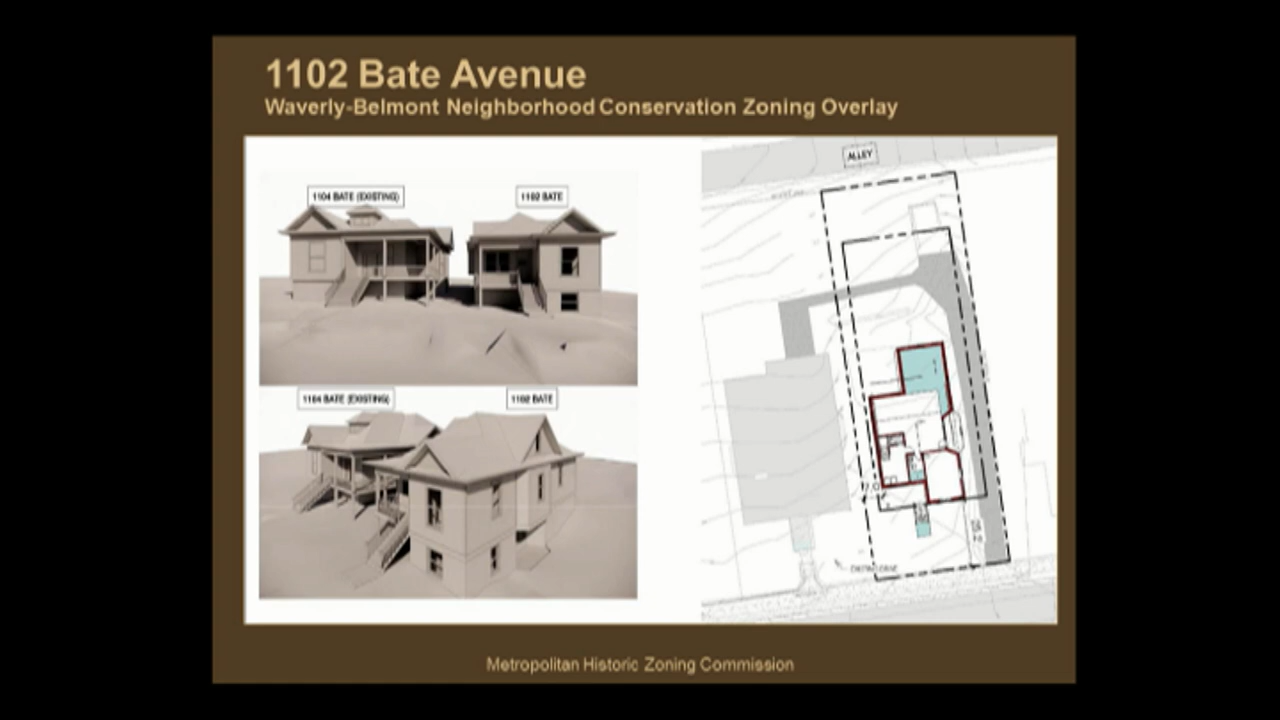 1102 Bate Avenue
Waverly-Belmont Neighborhood Conservation Zoning Overlay
1104 BATE (EXISTING)
1102 BATE
1104 BATE (EXISTING)
1102 BATE
ALLEY
Metropolitan Historic Zoning Commission